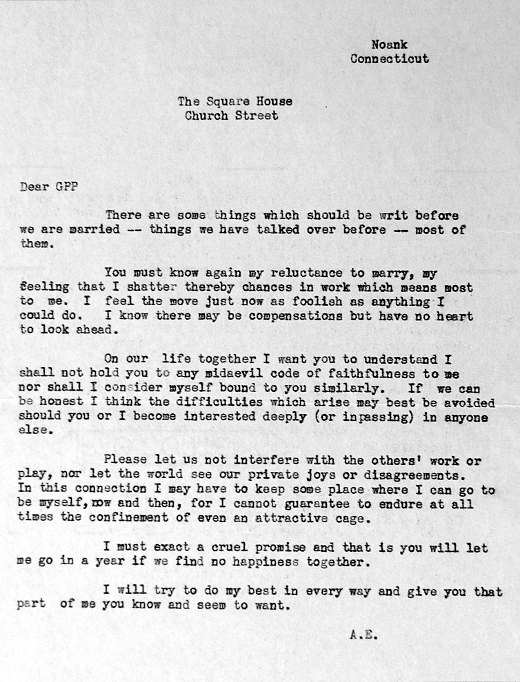 Noank
Connecticut
The Square House
Church Street
Dear GPP
There are some things which should be writ before
we are married -- things we have talked over before -- most of
them.
You must know again my reluctance to marry, my
feeling that I shatter thereby chances in work which means most
to me. I feel the move just now as foolish as anything I
could do. I know there may be compensations but have no heart
to look ahead.
On our life together I want you to understand I
shall not hold you to any midaevil code of faithfulness to me
nor shall I consider myself bound to you similarly. If we can
be honest I think the difficulties which arise may best be avoided
should you or I become interested deeply (or inpassing) in anyone
else.
Please let us not interfere with the others' work or
play, nor let the world see our private joys or disagreements.
In this connection I may have to keep some place where I can go to
be myself, now and then, for I cannot guarantee to endure at all
times the confinement of even an attractive cage.
I must exact a cruel promise and that is you will let
me go in a year if we find no happiness together.
I will try to do my best in every way and give you that
part of me you know and seem to want.
A.E.